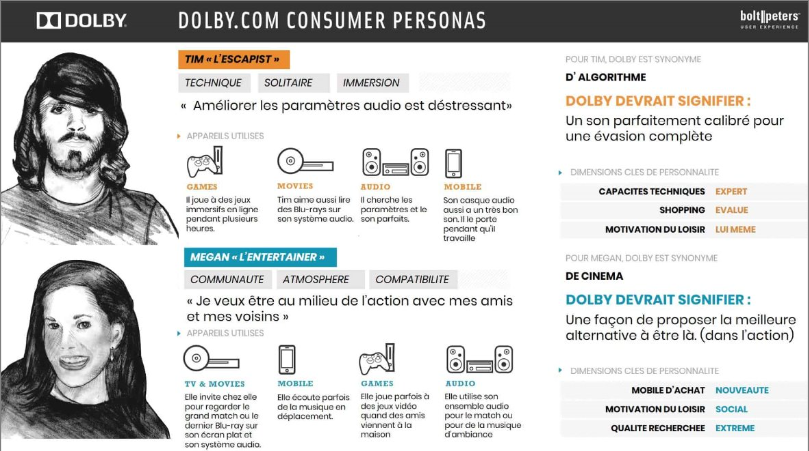 DOLBY
DOLBY.COM CONSUMER PERSONAS
bolt|peters
USER EXPERIENCE
TIM « L'ESCAPIST »
TECHNIQUE
SOLITAIRE
IMMERSION
« Améliorer les paramètres audio est déstressant»
APPAREILS UTILISES
GAMES
Il joue à des jeux
immersifs en ligne
pendant plusieurs
heures.
MOVIES
Tim aime aussi lire
des Blu-rays sur
son système audio.
AUDIO
Il cherche les
paramètres et le
son parfaits.
MOBILE
Son casque audio
aussi a un très bon
son. Il le porte
pendant qu'il
travaille
POUR TIM, DOLBY EST SYNONYME
D' ALGORITHME
DOLBY DEVRAIT SIGNIFIER :
Un son parfaitement calibré pour
une évasion complète
DIMENSIONS CLES DE PERSONNALITE
CAPACITES TECHNIQUES EXPERT
SHOPPING EVALUE
MOTIVATION DU LOISIR LUI MEME
MEGAN “L'ENTERTAINER”
COMMUNAUTE
ATMOSPHERE
COMPATIBILITE
« Je veux être au milieu de l'action avec mes amis
et mes voisins »
APPAREILS UTILISES
TV & MOVIES
Elle invite chez elle
pour regarder le
grand match ou le
dernier Blu-ray sur
son écran plat et
son système audio.
MOBILE
Elle écoute parfois
de la musique en
déplacement.
GAMES
Elle joue parfois à
des jeux vidéo
quand des amis
viennent à la
maison
AUDIO
Elle utilise son
ensemble audio
pour le match ou
pour de la musique
d'ambiance
POUR MEGAN, DOLBY EST SYNONYME
DE CINEMA
DOLBY DEVRAIT SIGNIFIER :
Une façon de proposer la meilleure
alternative à être là. (dans l'action)
DIMENSIONS CLES DE PERSONNALITE
MOBILE D'ACHAT NOUVEAUTE
MOTIVATION DU LOISIR SOCIAL
QUALITE RECHERCHEE EXTREME